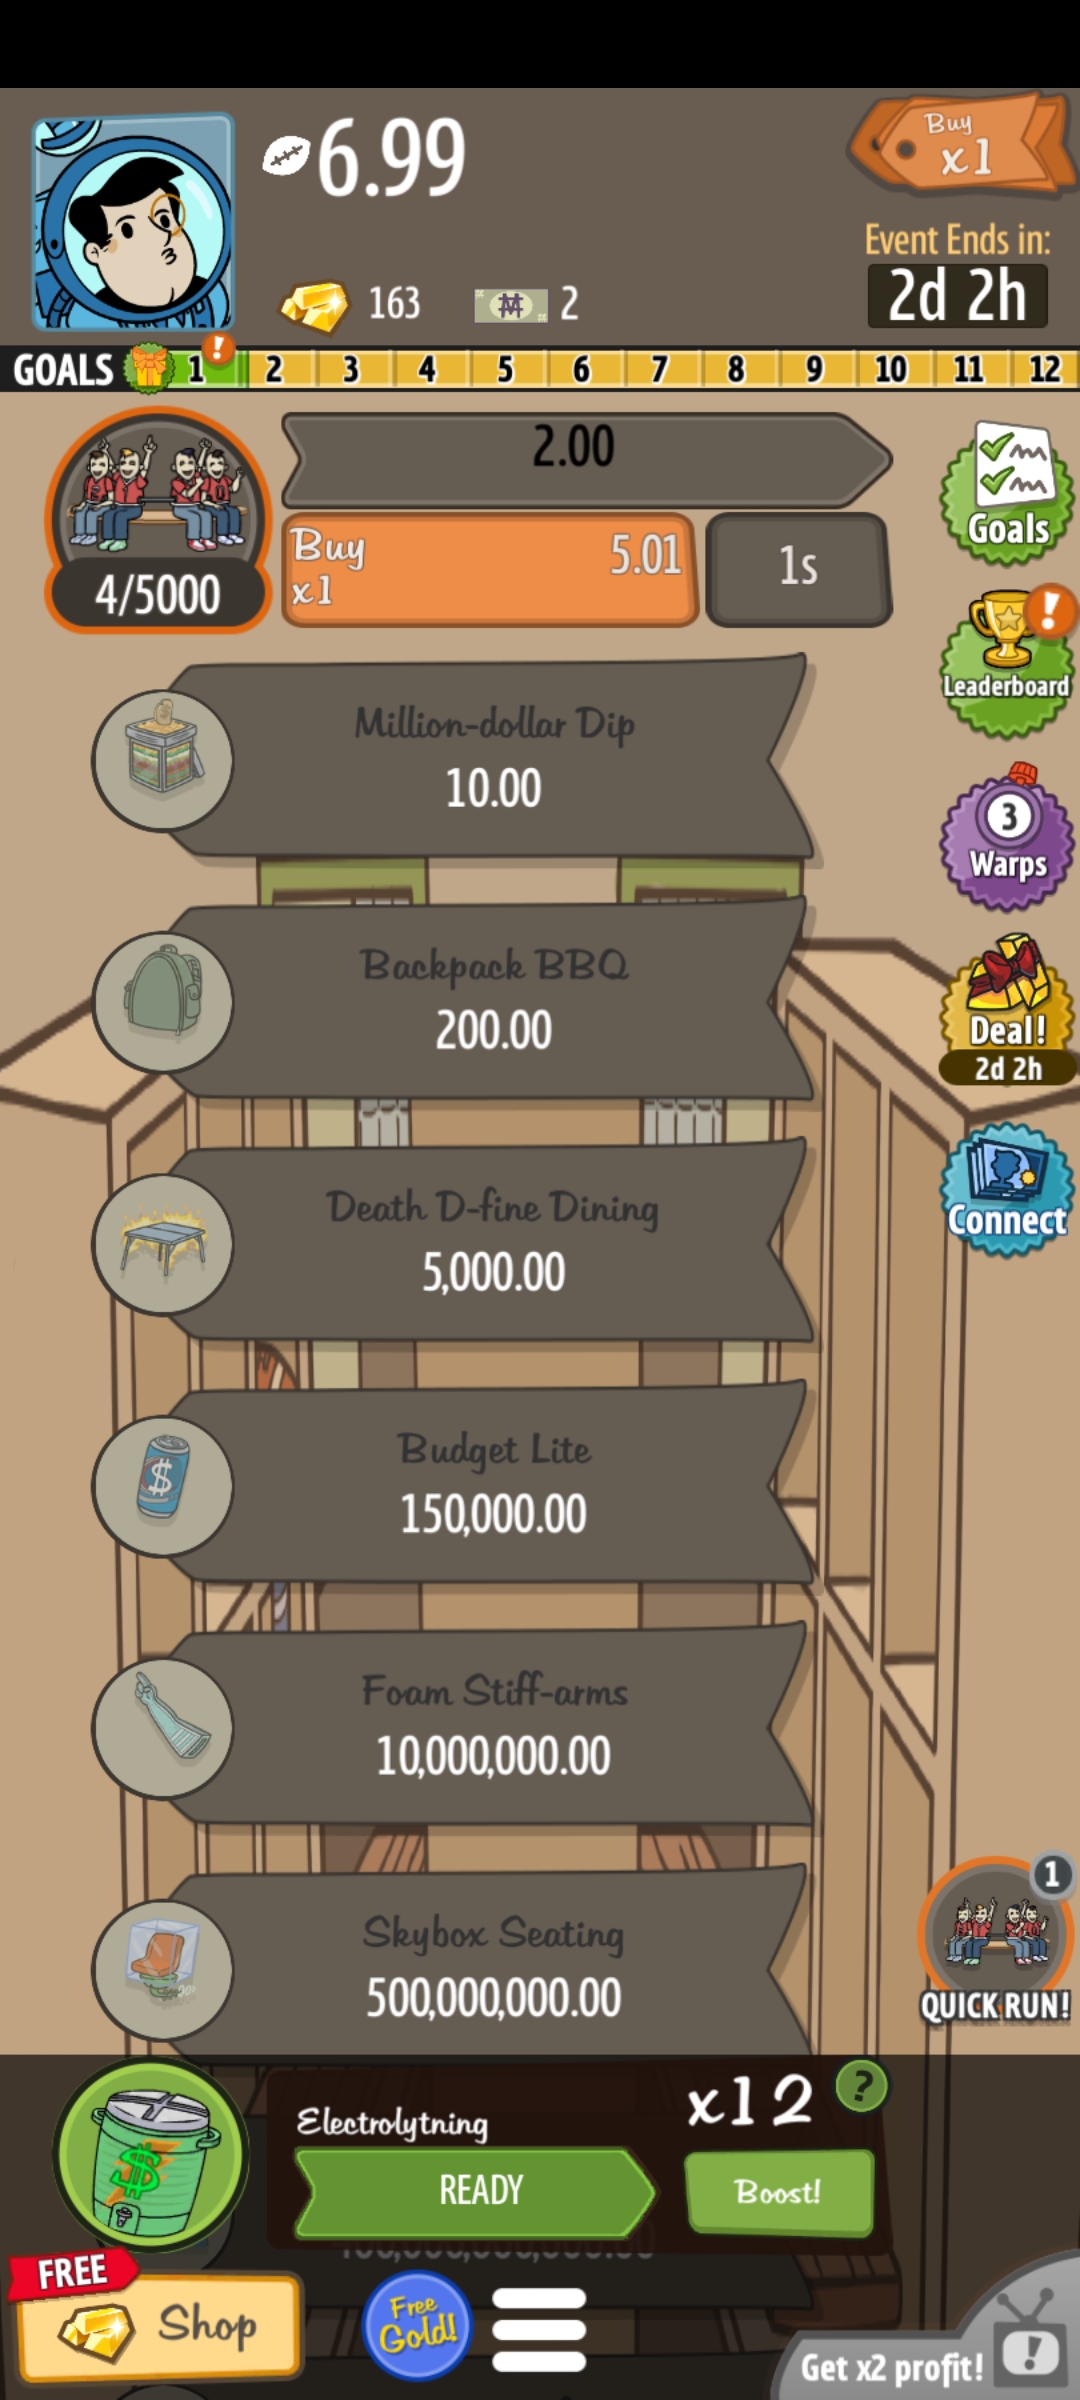 6.99
Buy
x1
Event Ends in:
2d 2h
163
2
GOALS 1 ! 2 3 4 5 6 7 8 9 10 11 12
2.00
Buy
x1
5.01
1s
4/5000
Goals
!
Leaderboard
Million-dollar Dip
10.00
3
Warps
Backpack BBQ
200.00
Deal!
2d 2h
Death D-fine Dining
5,000.00
Connect
Budget Lite
150,000.00
$
Foam Stiff-arms
10,000,000.00
Skybox Seating
500,000,000.00
1
QUICK RUN!
Electrolytning
x12
?
$
READY
Boost!
FREE
Shop
Free
Gold!
Get x2 profit!
!